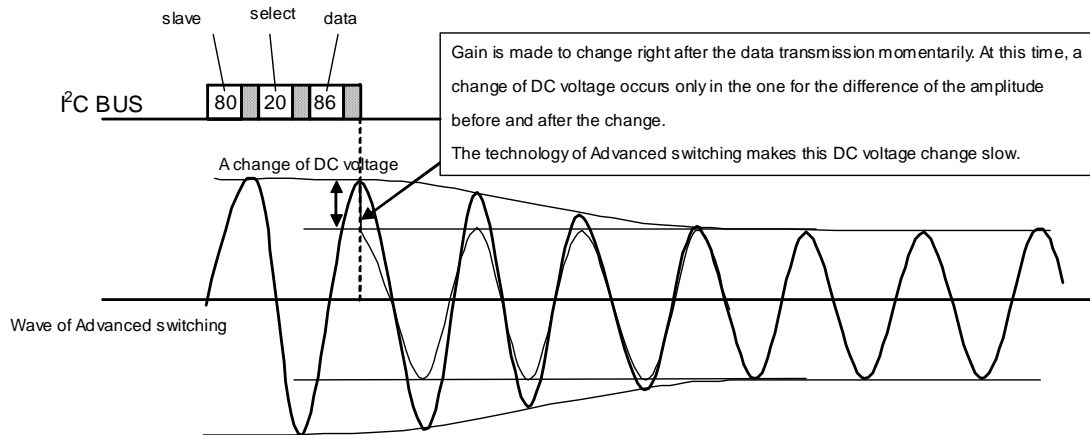 slave select data
I²C BUS 80 20 86
Gain is made to change right after the data transmission momentarily. At this time, a
change of DC voltage occurs only in the one for the difference of the amplitude
before and after the change.
The technology of Advanced switching makes this DC voltage change slow.
A change of DC voltage
Wave of Advanced switching